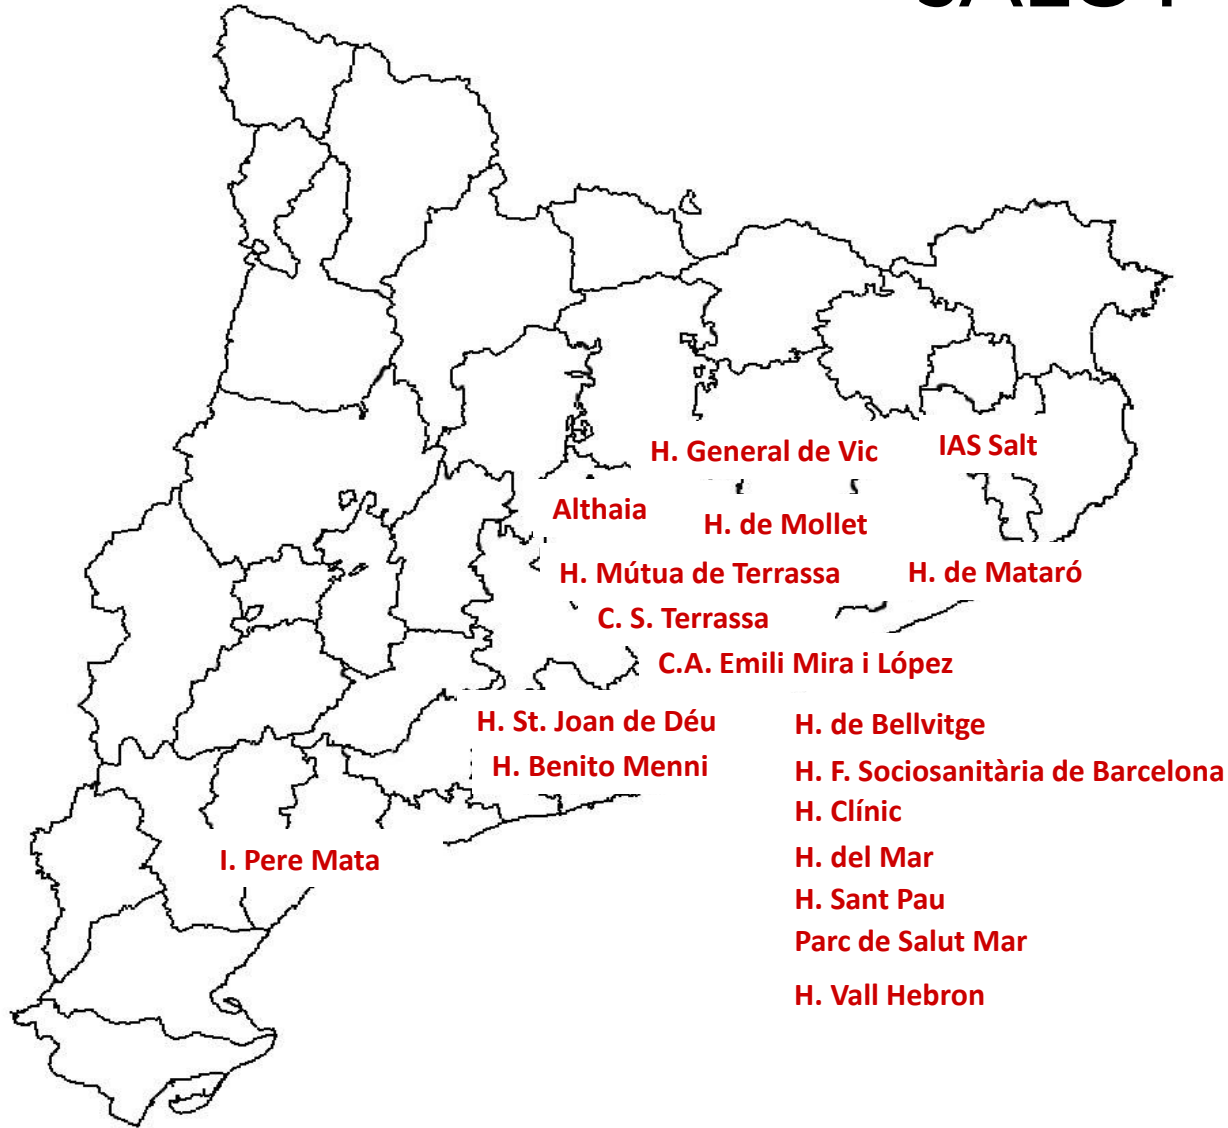 SALUT
H. General de Vic
IAS Salt
Althaia
H. de Mollet
H. Mútua de Terrassa
H. de Mataró
C. S. Terrassa
C.A. Emili Mira i López
H. St. Joan de Déu
H. de Bellvitge
H. Benito Menni
H. F. Sociosanitària de Barcelona
H. Clínic
I. Pere Mata
H. del Mar
H. Sant Pau
Parc de Salut Mar
H. Vall Hebron